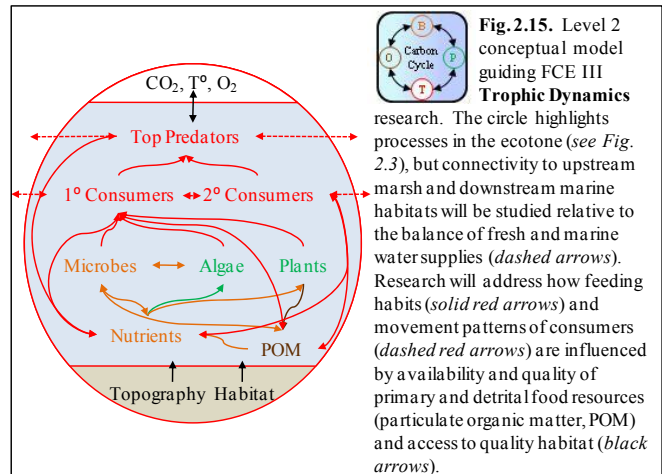 CO₂, Tº, O₂
Top Predators
1º Consumers
2º Consumers
Microbes
Algae
Plants
Nutrients
POM
Topography
Habitat
B
Carbon
Cycle
O
P
T
Fig. 2.15. Level 2
conceptual model
guiding FCE III
Trophic Dynamics
research. The circle highlights
processes in the ecotone (see Fig.
2.3), but connectivity to upstream
marsh and downstream marine
habitats will be studied relative to
the balance of fresh and marine
water supplies (dashed arrows).
Research will address how feeding
habits (solid red arrows) and
movement patterns of consumers
(dashed red arrows) are influenced
by availability and quality of
primary and detrital food resources
(particulate organic matter, POM)
and access to quality habitat (black
arrows).